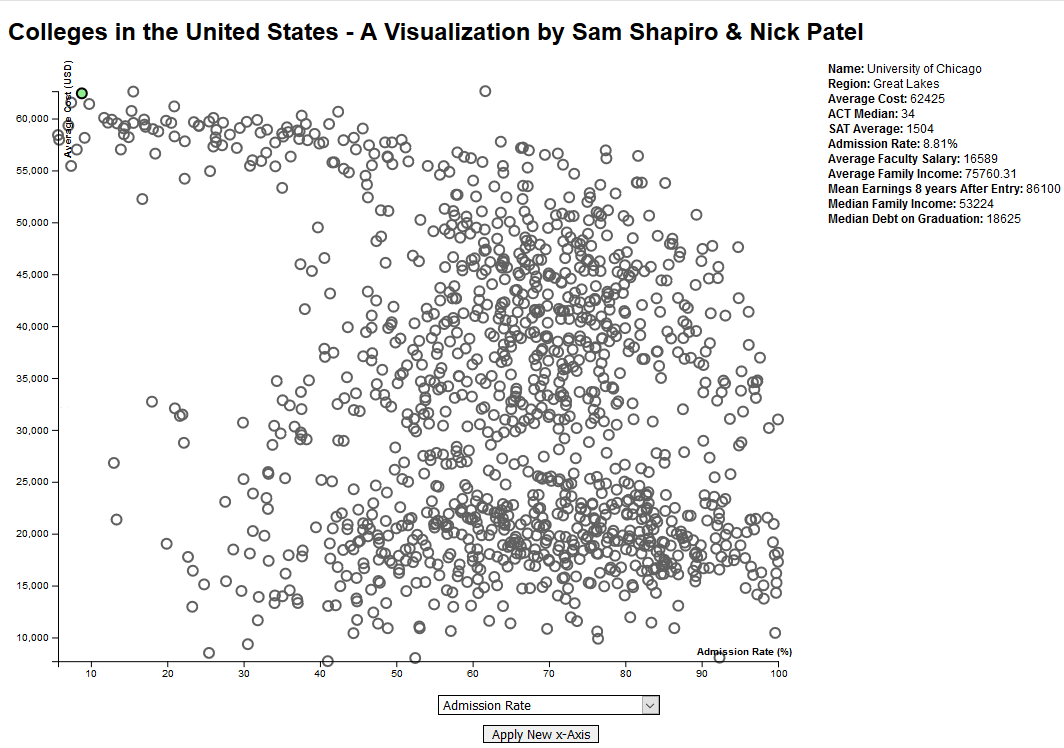 Colleges in the United States - A Visualization by Sam Shapiro & Nick Patel
Name: University of Chicago
Region: Great Lakes
Average Cost: 62425
ACT Median: 34
SAT Average: 1504
Admission Rate: 8.81%
Average Faculty Salary: 16589
Average Family Income: 75760.31
Mean Earnings 8 years After Entry: 86100
Median Family Income: 53224
Median Debt on Graduation: 18625
Average Cost (USD)
60,000
55,000
50,000
45,000
40,000
35,000
30,000
25,000
20,000
15,000
10,000
Admission Rate (%)
10 20 30 40 50 60 70 80 90 100
Admission Rate
Apply New x-Axis